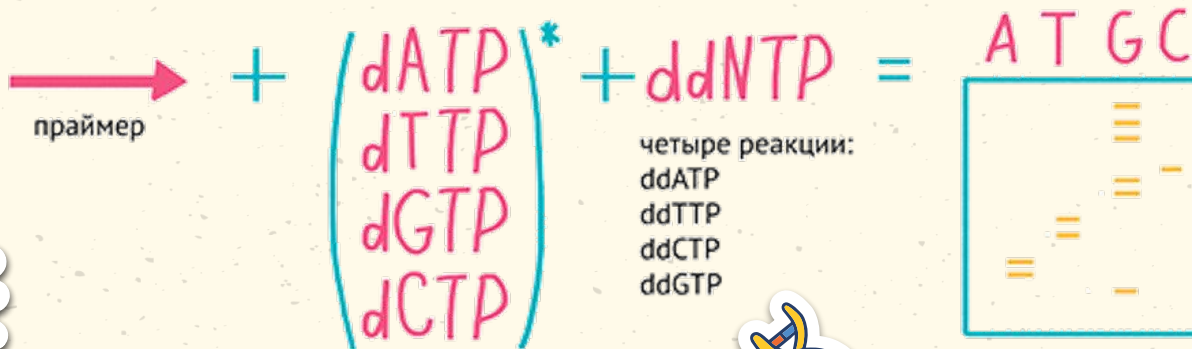 праймер
+
(dATP
dTTP
dGTP
dCTP)*
+ ddNTP =
четыре реакции:
ddATP
ddTTP
ddCTP
ddGTP
A T G C